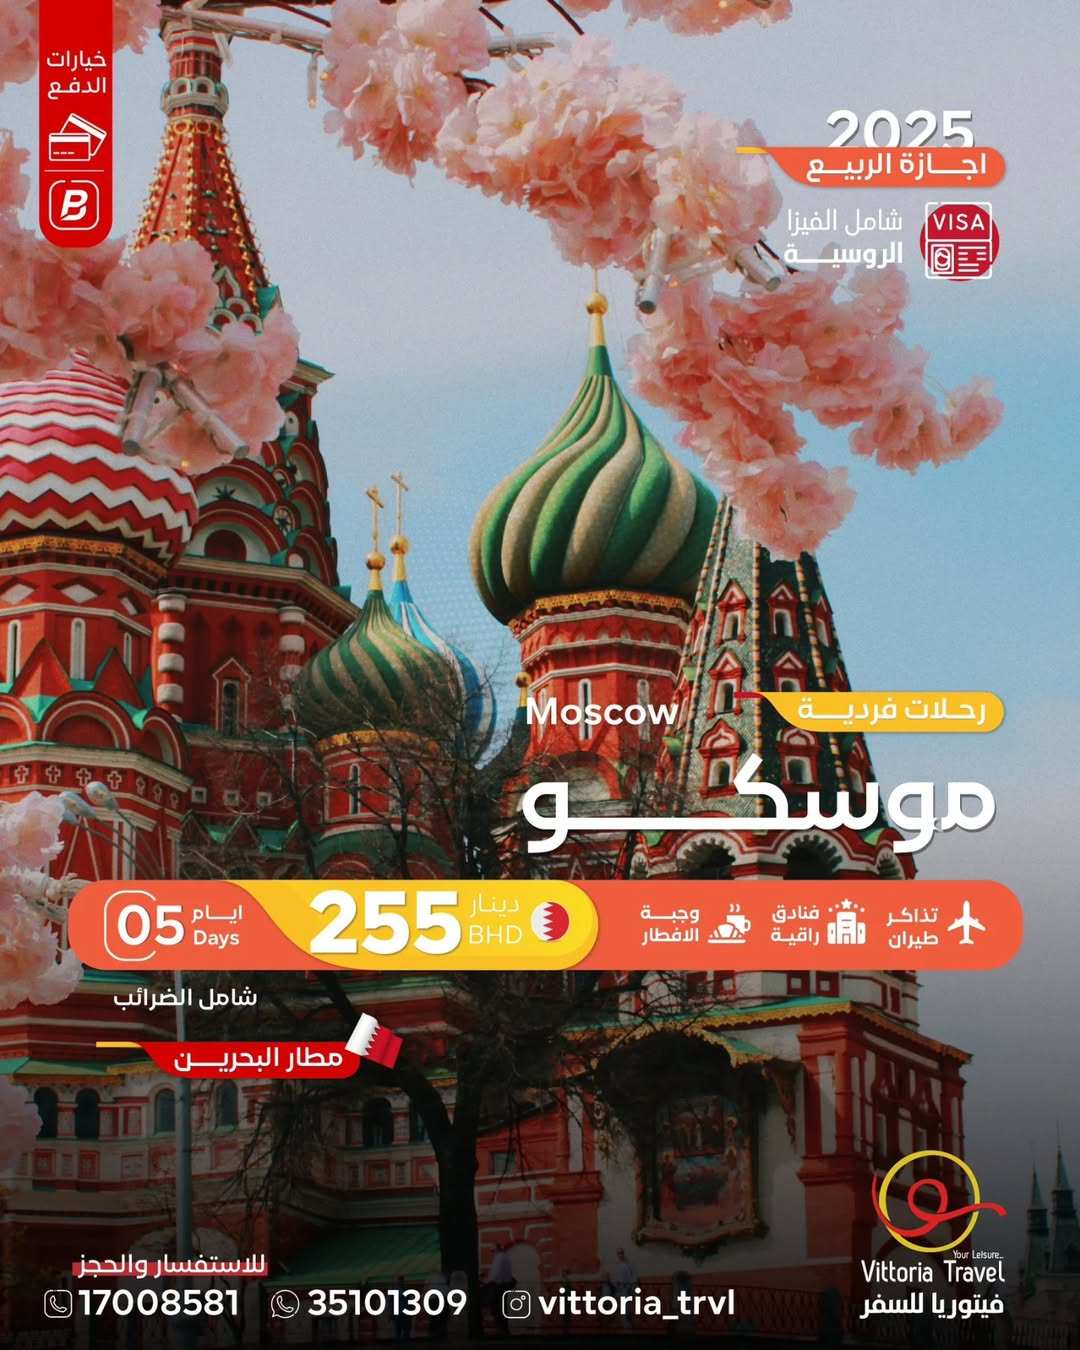 خيارات
الدفع
2025
اجازة الربيع
شامل الفيزا
الروسية
VISA
رحلات فردية
Moscow
موسكو
تذاكر
طيران
فنادق
راقية
وجبة
الافطار
دينار
255
BHD
ايام
05
Days
شامل الضرائب
مطار البحرين
للاستفسار والحجز
17008581
35101309
vittoria_trvl
Your Leisure...
Vittoria Travel
فيتوريا للسفر